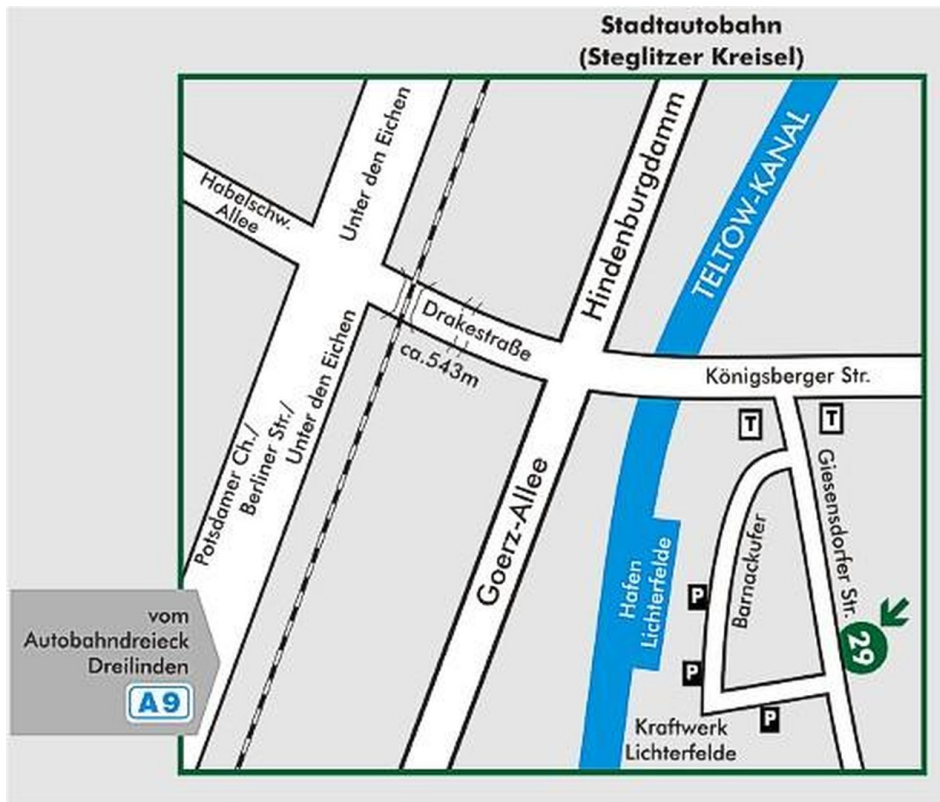 Stadtautobahn
(Steglitzer Kreisel)
Habelschw.
Allee
Unter den Eichen
Hindenburgdamm
TELTOW-KANAL
Drakestraße
ca.543m
Königsberger Str.
T
T
Potsdamer Ch./
Berliner Str./
Unter den Eichen
Goerz-Allee
Giesensdorfer Str.
Barnackufer
Hafen
Lichterfelde
P
P
P
29
vom
Autobahndreieck
Dreilinden
A9
Kraftwerk
Lichterfelde